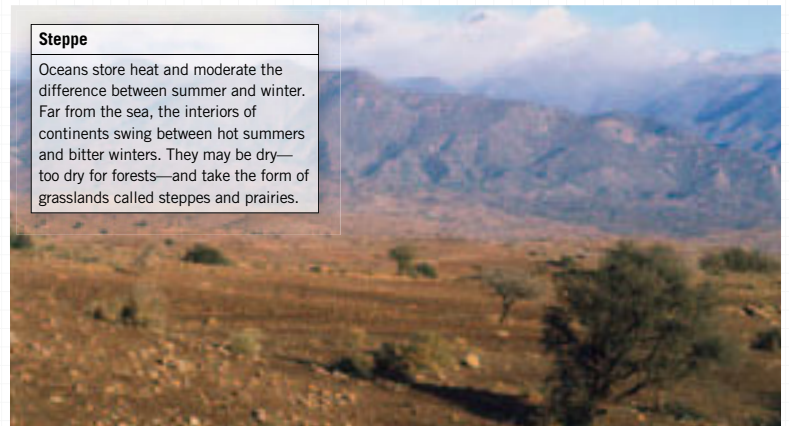 Steppe
Oceans store heat and moderate the
difference between summer and winter.
Far from the sea, the interiors of
continents swing between hot summers
and bitter winters. They may be dry—
too dry for forests—and take the form of
grasslands called steppes and prairies.